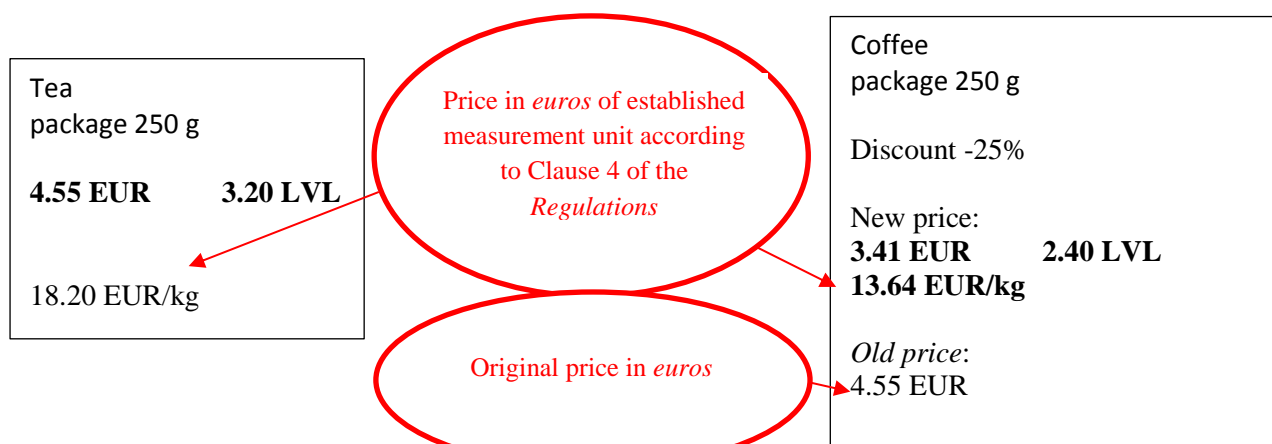 Tea
package 250 g
4.55 EUR 3.20 LVL
18.20 EUR/kg
Price in euros of established
measurement unit according
to Clause 4 of the
Regulations
Original price in euros
Coffee
package 250 g
Discount -25%
New price:
3.41 EUR 2.40 LVL
13.64 EUR/kg
Old price:
4.55 EUR